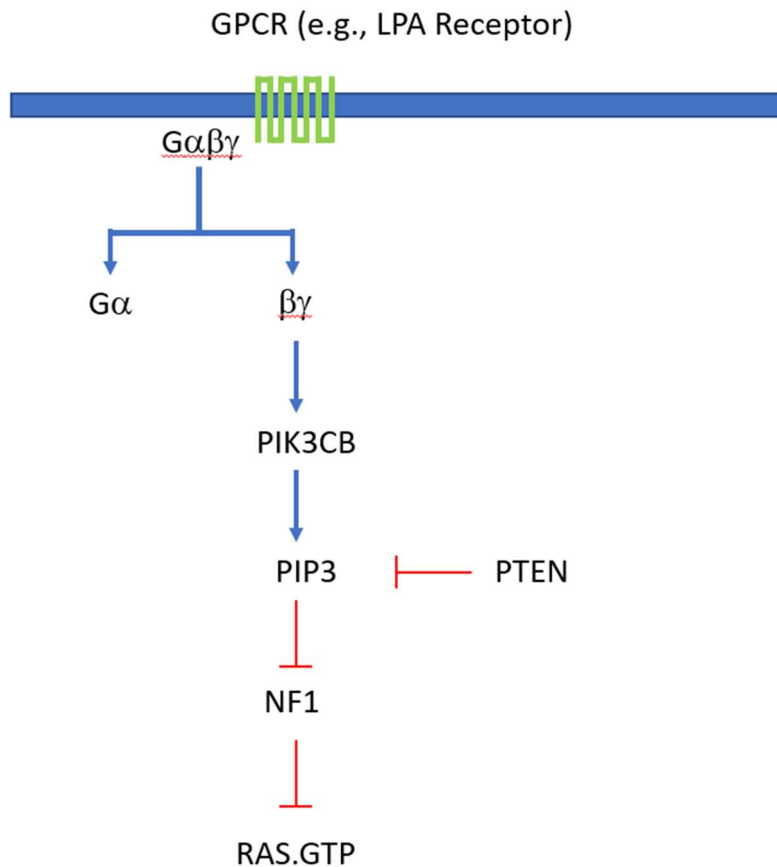 GPCR (e.g., LPA Receptor)
Gαβγ
Gα βγ
PIK3CB
PIP3 PTEN
NF1
RAS.GTP